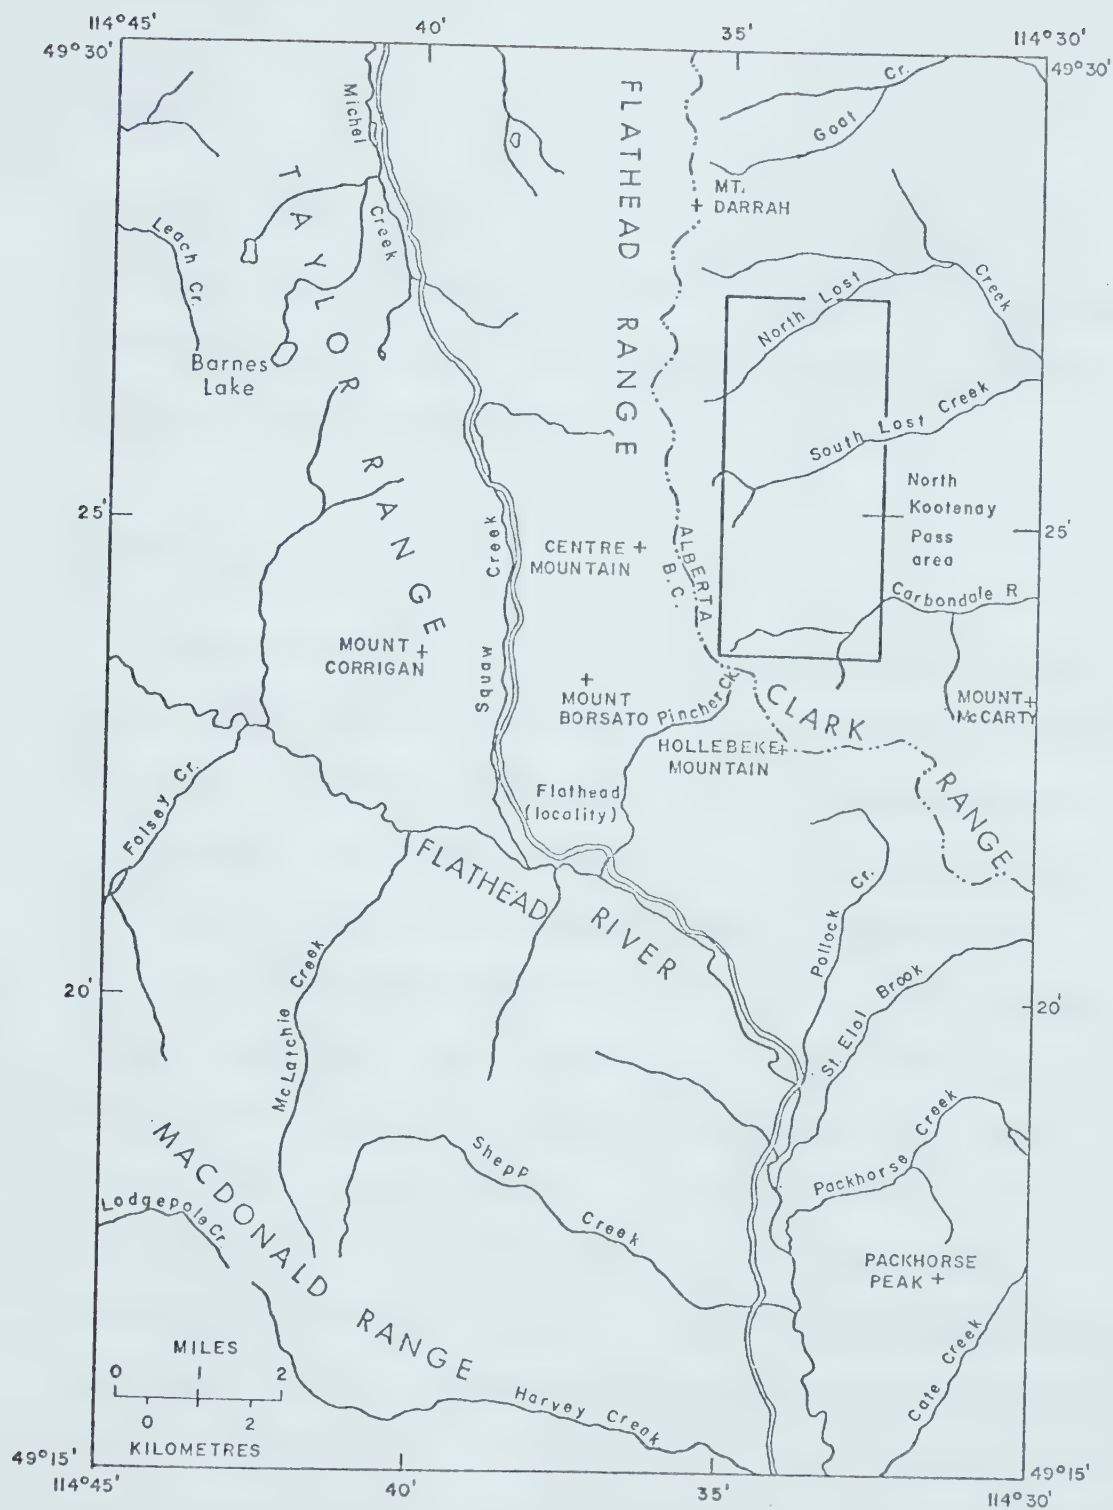 114°45'
40'
35'
114°30'
49°30'
49°30'
Michel
Creek
FLATHEAD RANGE
Cr.
Goat
MT.
DARRAH
TAYLOR RANGE
Leach Cr.
Barnes
Lake
North Lost
Creek
South Lost Creek
North
Kootenay
Pass
area
25'
25'
Creek
Squaw
CENTRE +
MOUNTAIN
ALBERTA
B.C.
Carbondale R
MOUNT +
CORRIGAN
+
MOUNT
BORSATO
Pincher Ck
CLARK RANGE
MOUNT +
McCARTY
HOLLEBEKE +
MOUNTAIN
Flathead
(locality)
Folsey Cr.
FLATHEAD RIVER
Pollock Cr.
McLatchie Creek
St. Elol Brook
20'
20'
MACDONALD RANGE
Shepp Creek
Packhorse Creek
Lodgepole Cr
PACKHORSE
PEAK +
Cate Creek
Harvey Creek
MILES
0 1 2
0 2
KILOMETRES
49°15'
49°15'
114°45'
40'
35'
114°30'